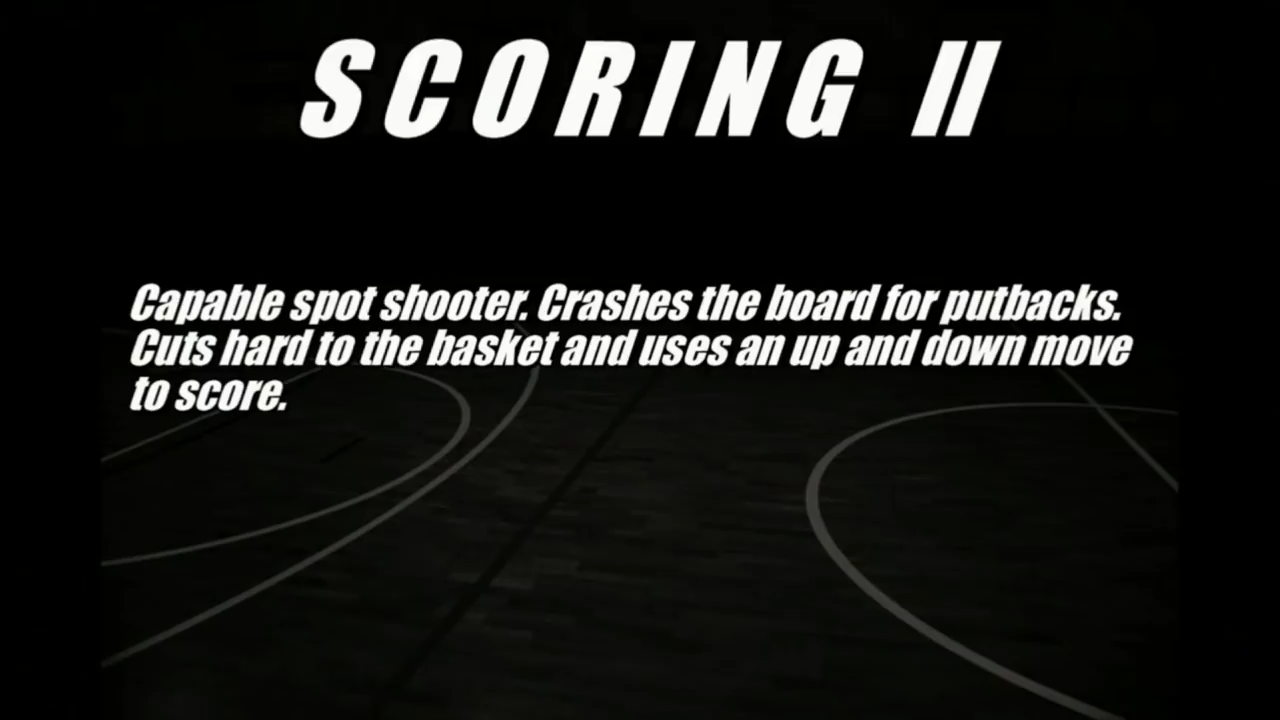 SCORING II
Capable spot shooter. Crashes the board for putbacks.
Cuts hard to the basket and uses an up and down move
to score.